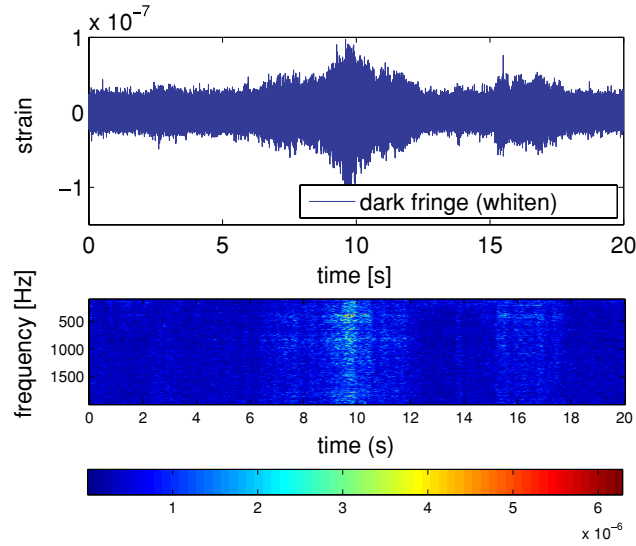 x 10^-7
1
0
−1
strain
dark fringe (whiten)
0 5 10 15 20
time [s]
frequency [Hz]
500
1000
1500
0 2 4 6 8 10 12 14 16 18 20
time (s)
1 2 3 4 5 6
x 10^-6